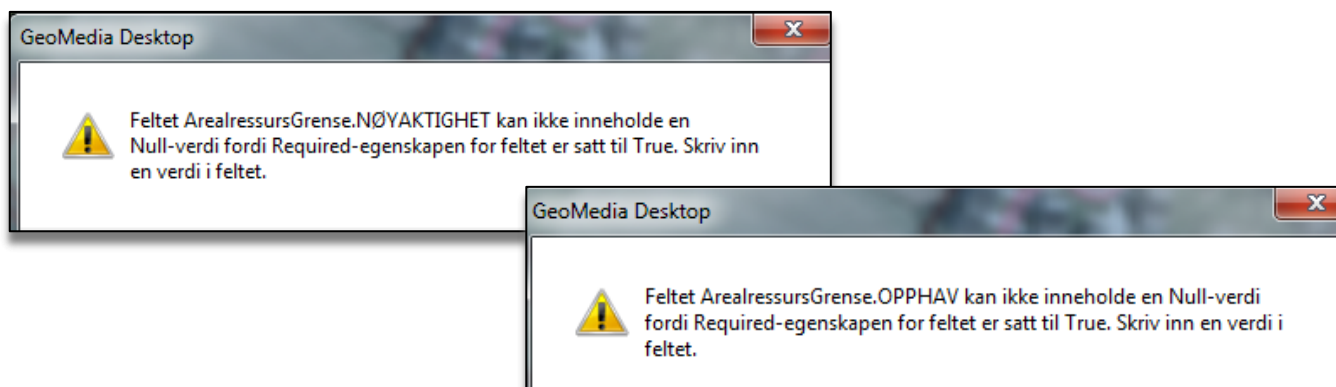 GeoMedia Desktop
Feltet ArealressursGrense.NØYAKTIGHET kan ikke inneholde en
Null-verdi fordi Required-egenskapen for feltet er satt til True. Skriv inn
en verdi i feltet.
GeoMedia Desktop
Feltet ArealressursGrense.OPPHAV kan ikke inneholde en Null-verdi
fordi Required-egenskapen for feltet er satt til True. Skriv inn en verdi i
feltet.